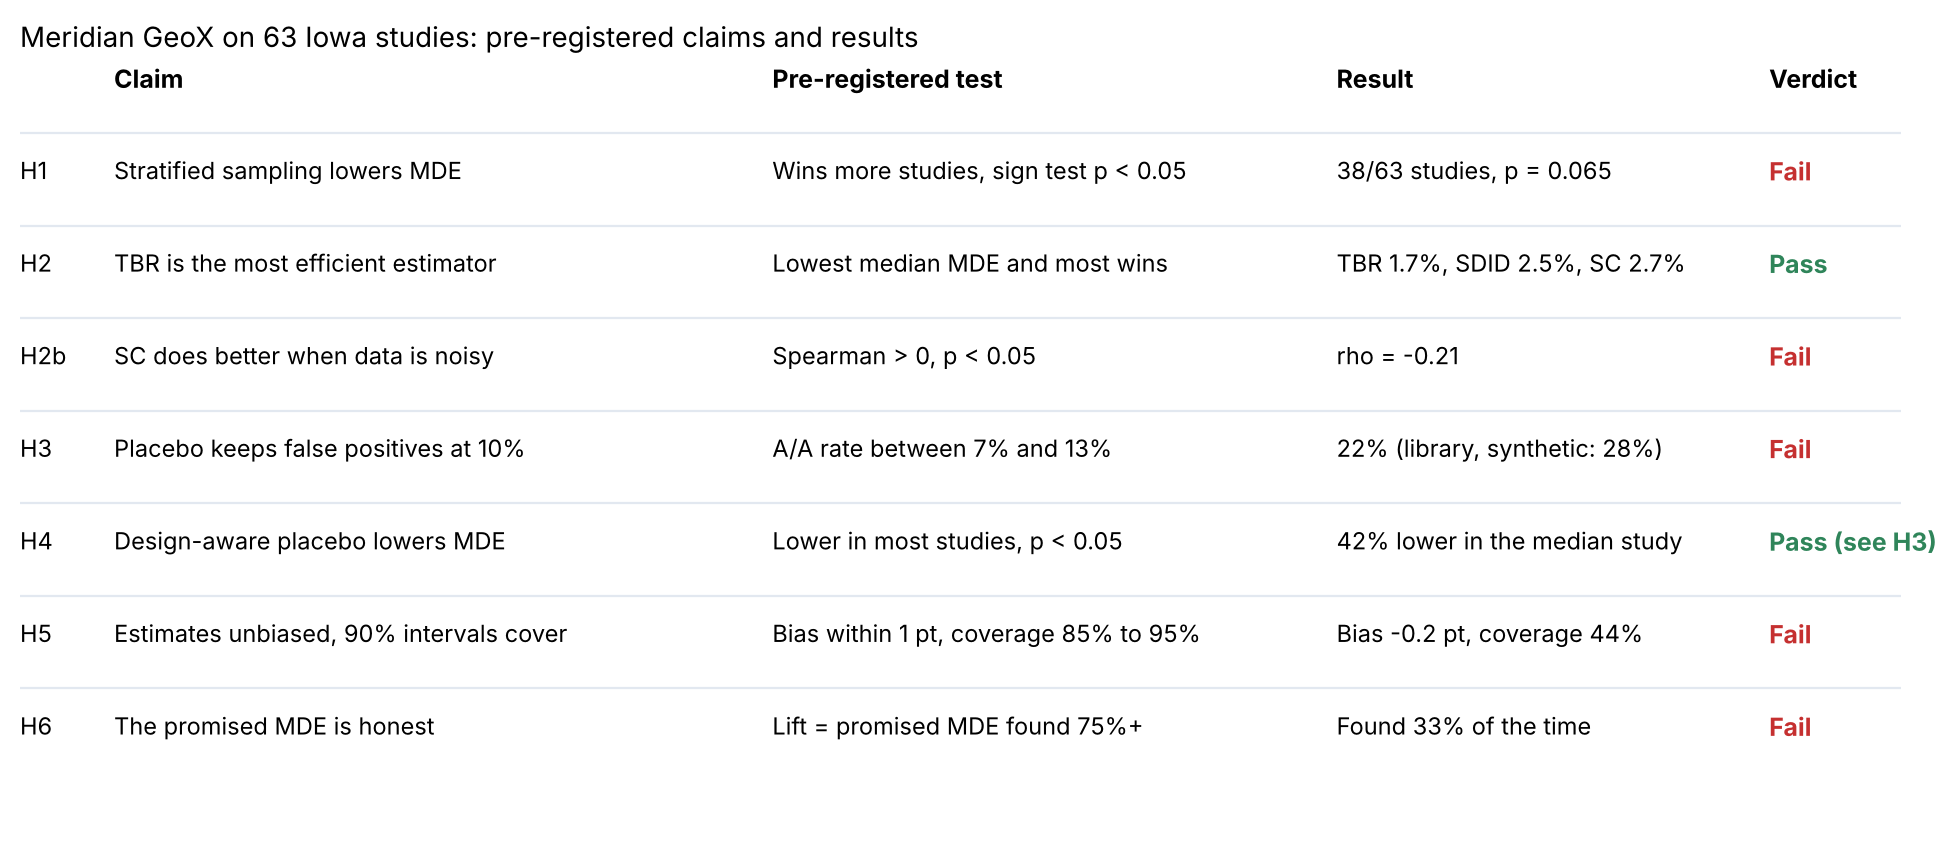 Meridian GeoX on 63 Iowa studies: pre-registered claims and results
Claim Pre-registered test Result Verdict
H1 Stratified sampling lowers MDE Wins more studies, sign test p < 0.05 38/63 studies, p = 0.065 Fail
H2 TBR is the most efficient estimator Lowest median MDE and most wins TBR 1.7%, SDID 2.5%, SC 2.7% Pass
H2b SC does better when data is noisy Spearman > 0, p < 0.05 rho = -0.21 Fail
H3 Placebo keeps false positives at 10% A/A rate between 7% and 13% 22% (library, synthetic: 28%) Fail
H4 Design-aware placebo lowers MDE Lower in most studies, p < 0.05 42% lower in the median study Pass (see H3)
H5 Estimates unbiased, 90% intervals cover Bias within 1 pt, coverage 85% to 95% Bias -0.2 pt, coverage 44% Fail
H6 The promised MDE is honest Lift = promised MDE found 75%+ Found 33% of the time Fail